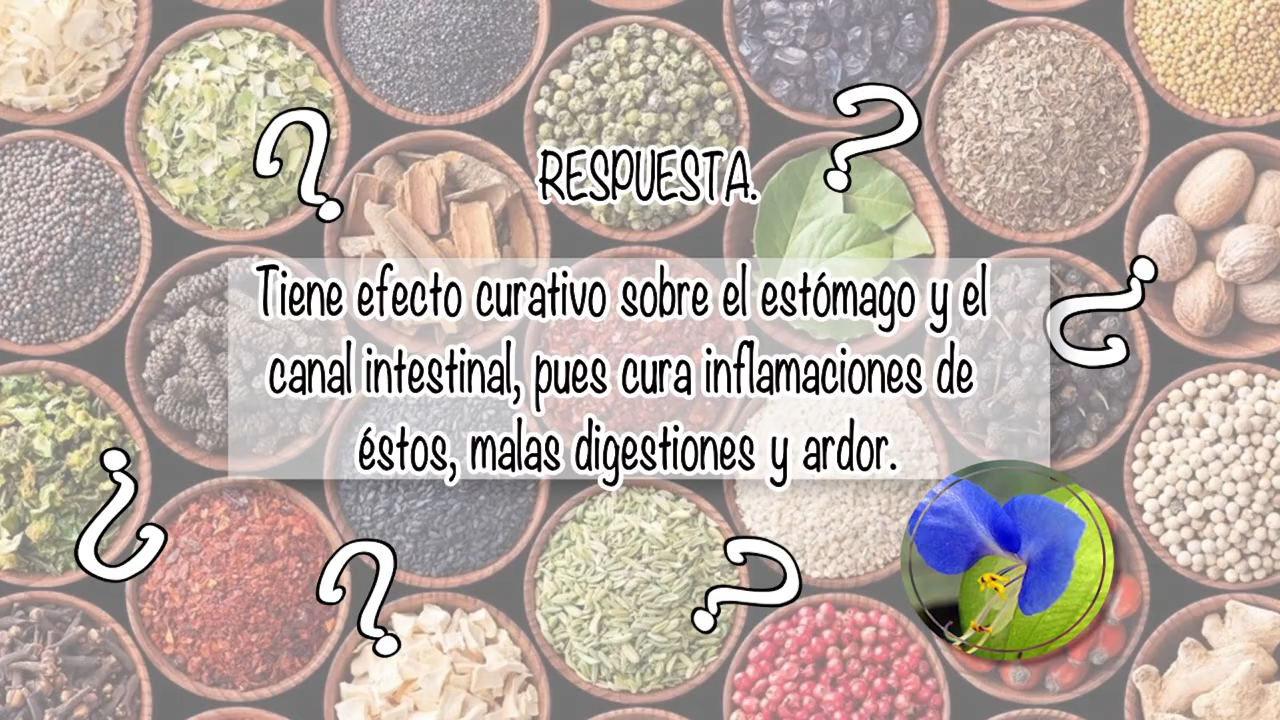 RESPUESTA.
Tiene efecto curativo sobre el estómago y el
canal intestinal, pues cura inflamaciones de
éstos, malas digestiones y ardor.